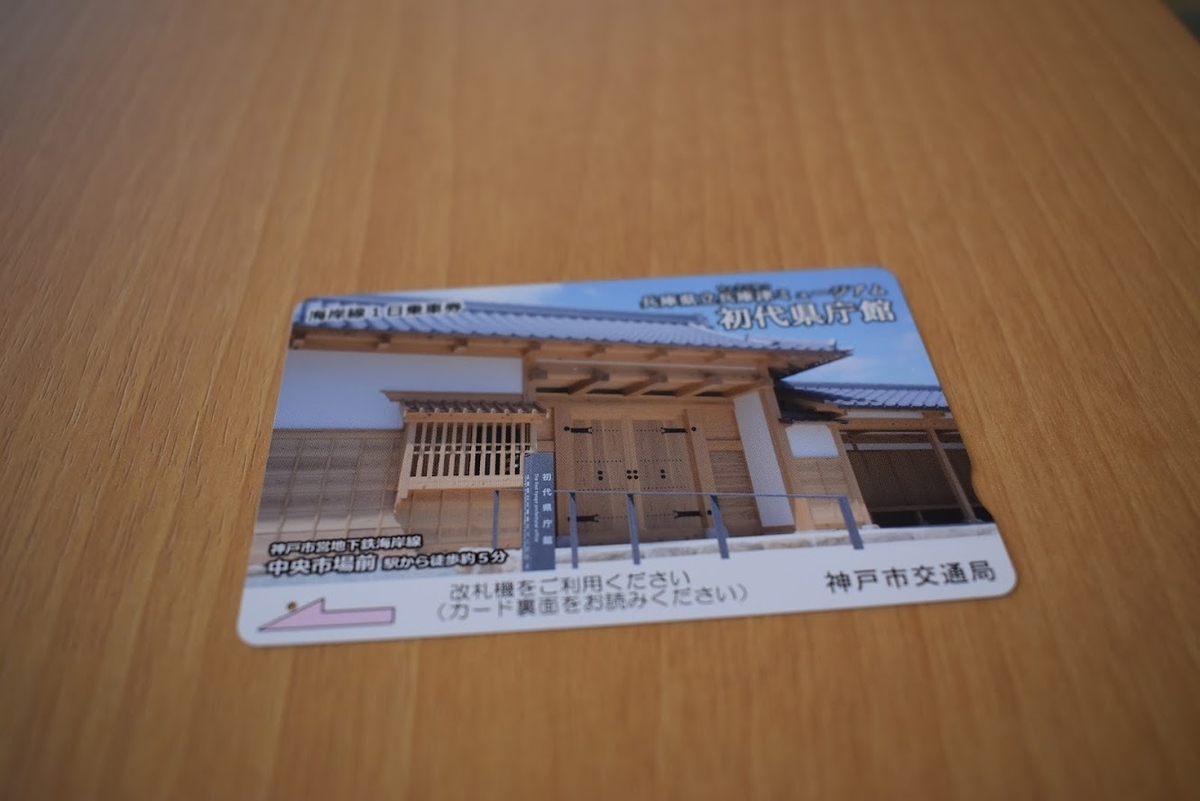 海岸線1日乗車券
兵庫県立兵庫津ミュージアム
初代県庁館
初代県庁館
神戸市営地下鉄海岸線
中央市場前 駅から徒歩約5分
改札機をご利用ください
(カード裏面をお読みください)
神戸市交通局